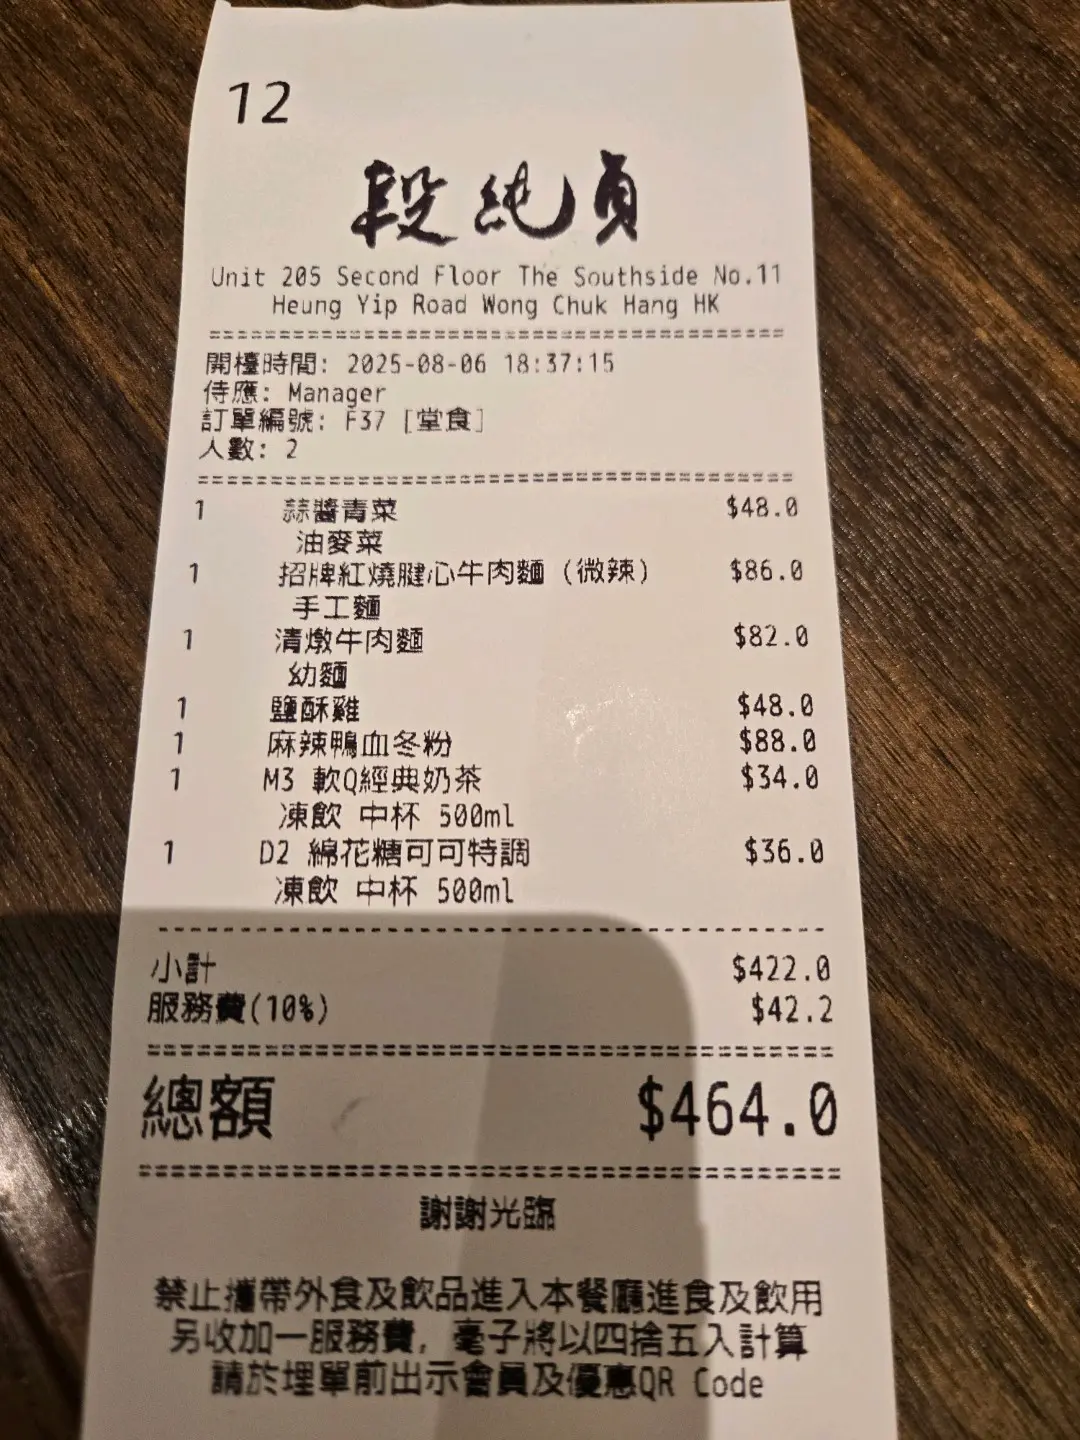 12
段純貞
Unit 205 Second Floor The Southside No.11
Heung Yip Road Wong Chuk Hang HK
開檯時間: 2025-08-06 18:37:15
侍應: Manager
訂單編號: F37 [堂食]
人數: 2
1 蒜醬青菜 $48.0
油麥菜
1 招牌紅燒腱心牛肉麵 (微辣) $86.0
手工麵
1 清燉牛肉麵 $82.0
幼麵
1 鹽酥雞 $48.0
1 麻辣鴨血冬粉 $88.0
1 M3 軟Q經典奶茶 $34.0
凍飲 中杯 500ml
1 D2 綿花糖可可特調 $36.0
凍飲 中杯 500ml
小計 $422.0
服務費(10%) $42.2
總額 $464.0
謝謝光臨
禁止攜帶外食及飲品進入本餐廳進食及飲用
另收加一服務費, 毫子將以四捨五入計算
請於埋單前出示會員及優惠QR Code